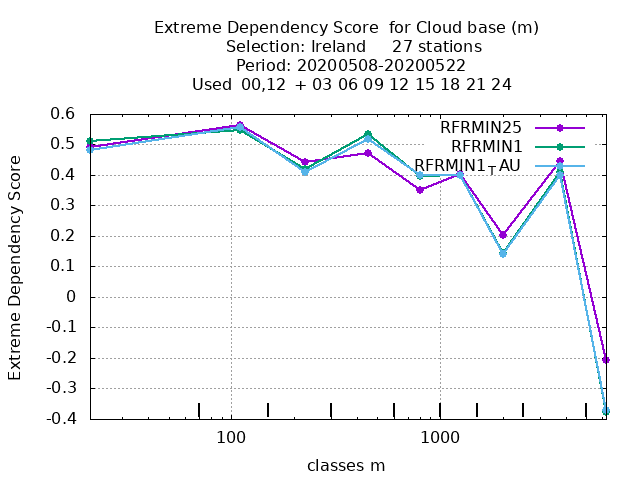 Extreme Dependency Score  for Cloud base (m)
Selection: Ireland     27 stations
Period: 20200508-20200522
Used  00,12  + 03 06 09 12 15 18 21 24
RFRMIN25
RFRMIN1
RFRMIN1TAU
Extreme Dependency Score
0.6
0.5
0.4
0.3
0.2
0.1
0
-0.1
-0.2
-0.3
-0.4
100 1000
classes m